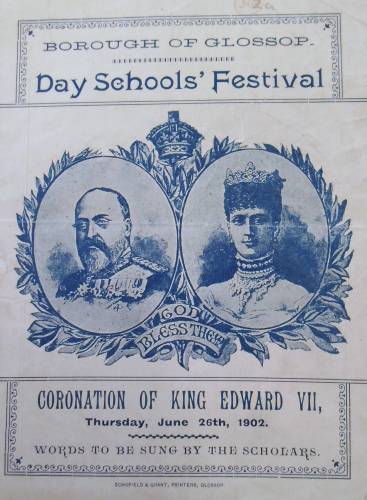 BOROUGH OF GLOSSOP.
Day Schools' Festival
GOD
BLESS THEM
CORONATION OF KING EDWARD VII,
Thursday, June 26th, 1902.
WORDS TO BE SUNG BY THE SCHOLARS.
SCHOFIELD & GRANT, PRINTERS, GLOSSOP.